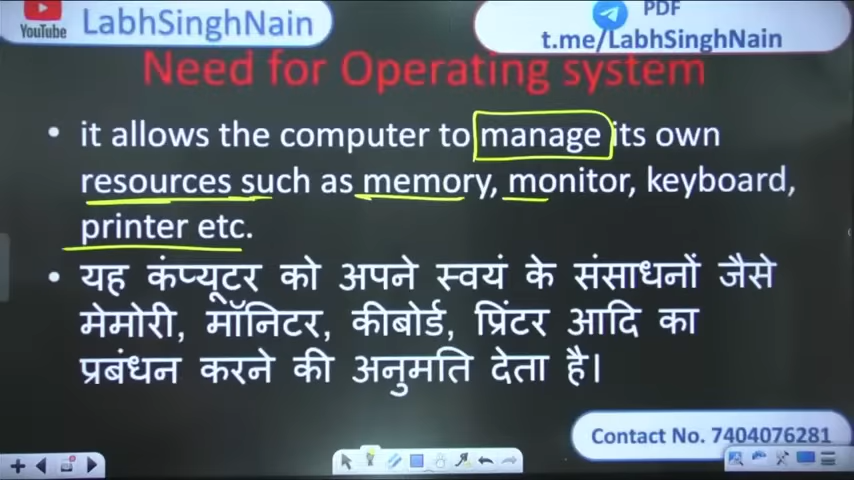 YouTube
LabhSinghNain
PDF
t.me/LabhSinghNain
Need for Operating system
• it allows the computer to manage its own
resources such as memory, monitor, keyboard,
printer etc.
• यह कंप्यूटर को अपने स्वयं के संसाधनों जैसे
मेमोरी, मॉनिटर, कीबोर्ड, प्रिंटर आदि का
प्रबंधन करने की अनुमति देता है।
Contact No. 7404076281